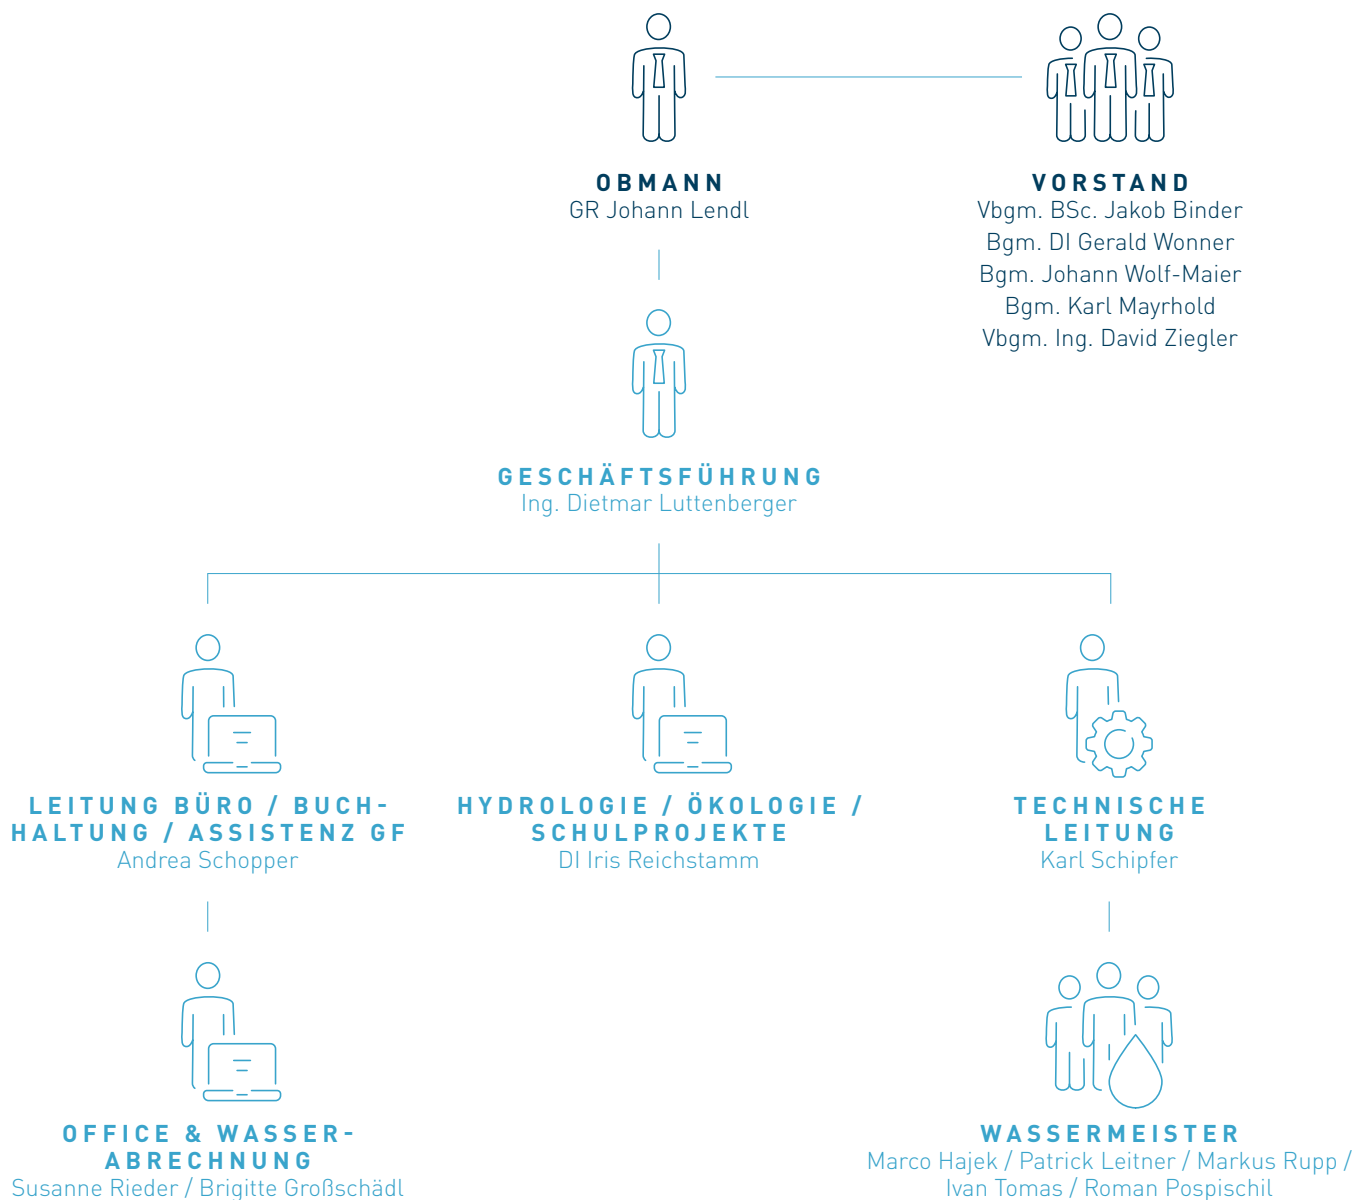 OBMANN
GR Johann Lendl
VORSTAND
Vbgm. BSc. Jakob Binder
Bgm. DI Gerald Wonner
Bgm. Johann Wolf-Maier
Bgm. Karl Mayrhold
Vbgm. Ing. David Ziegler
GESCHÄFTSFÜHRUNG
Ing. Dietmar Luttenberger
LEITUNG BÜRO / BUCH-
HALTUNG / ASSISTENZ GF
Andrea Schopper
HYDROLOGIE / ÖKOLOGIE /
SCHULPROJEKTE
DI Iris Reichstamm
TECHNISCHE
LEITUNG
Karl Schipfer
OFFICE & WASSER-
ABRECHNUNG
Susanne Rieder / Brigitte Großschädl
WASSERMEISTER
Marco Hajek / Patrick Leitner / Markus Rupp /
Ivan Tomas / Roman Pospischil